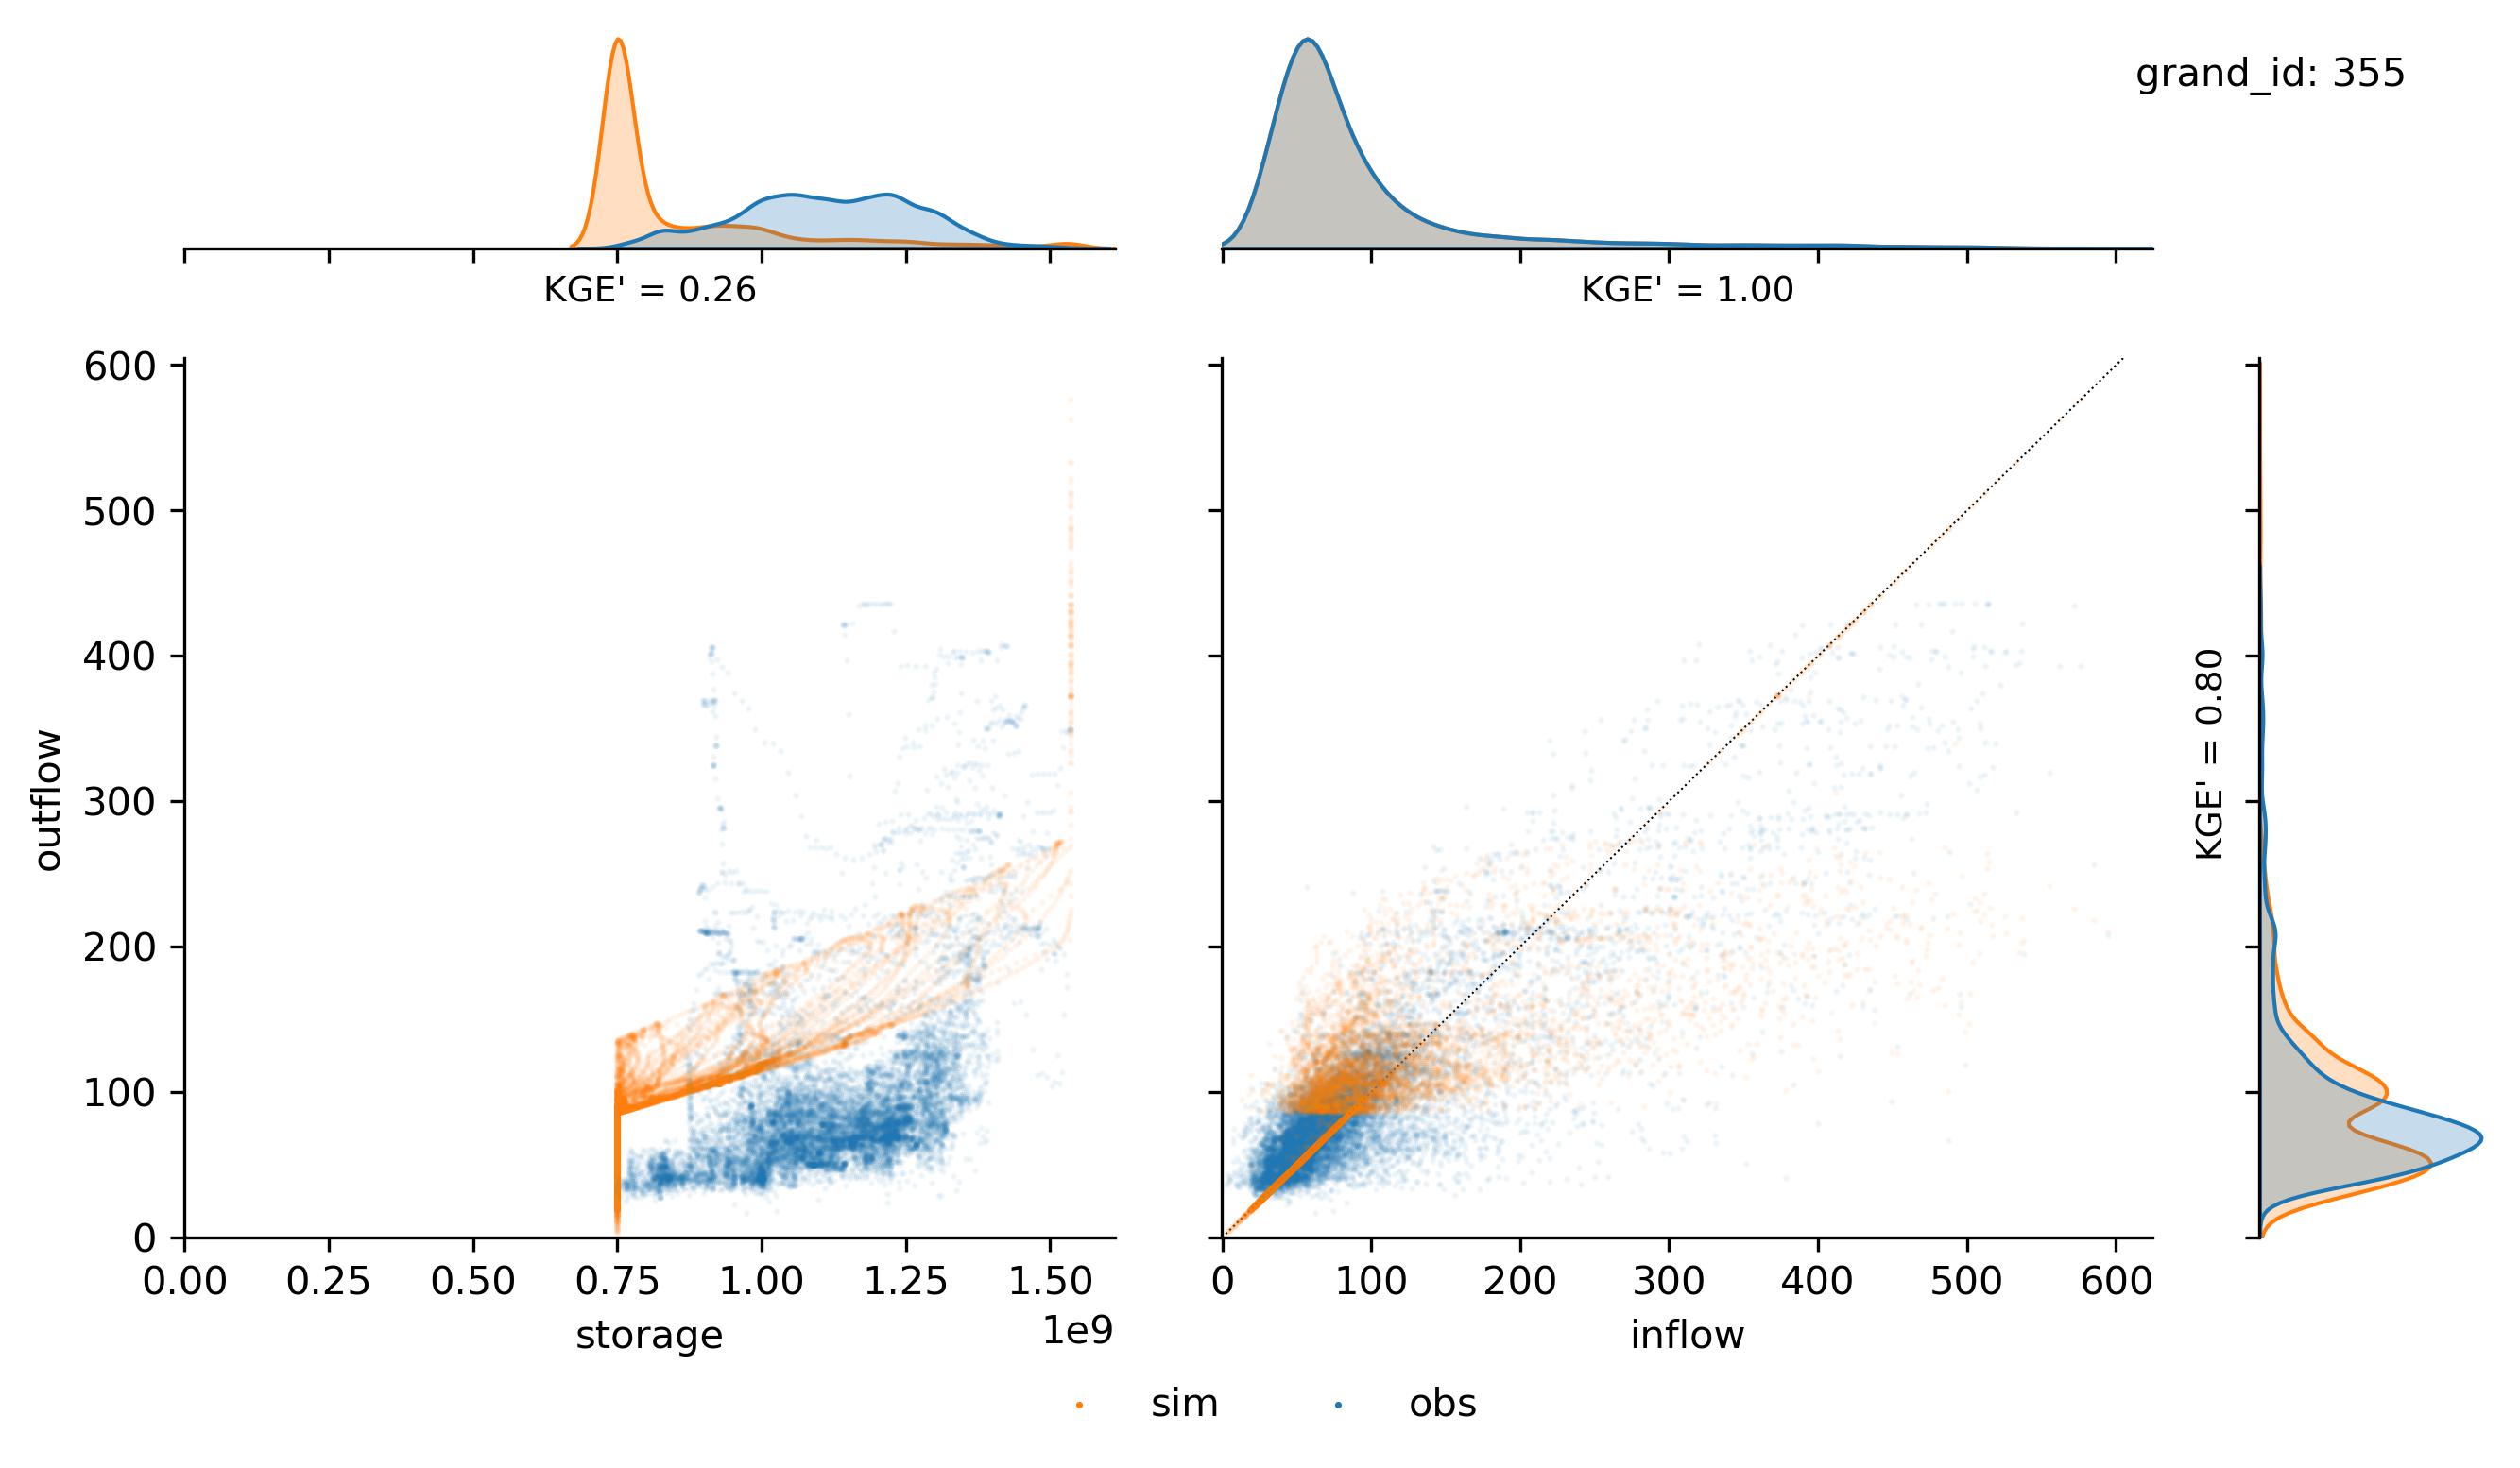 grand_id: 355
KGE' = 0.26
KGE' = 1.00
600
500
400
300
200
100
0
outflow
KGE' = 0.80
0.00 0.25 0.50 0.75 1.00 1.25 1.50
1e9
storage
0 100 200 300 400 500 600
inflow
sim obs